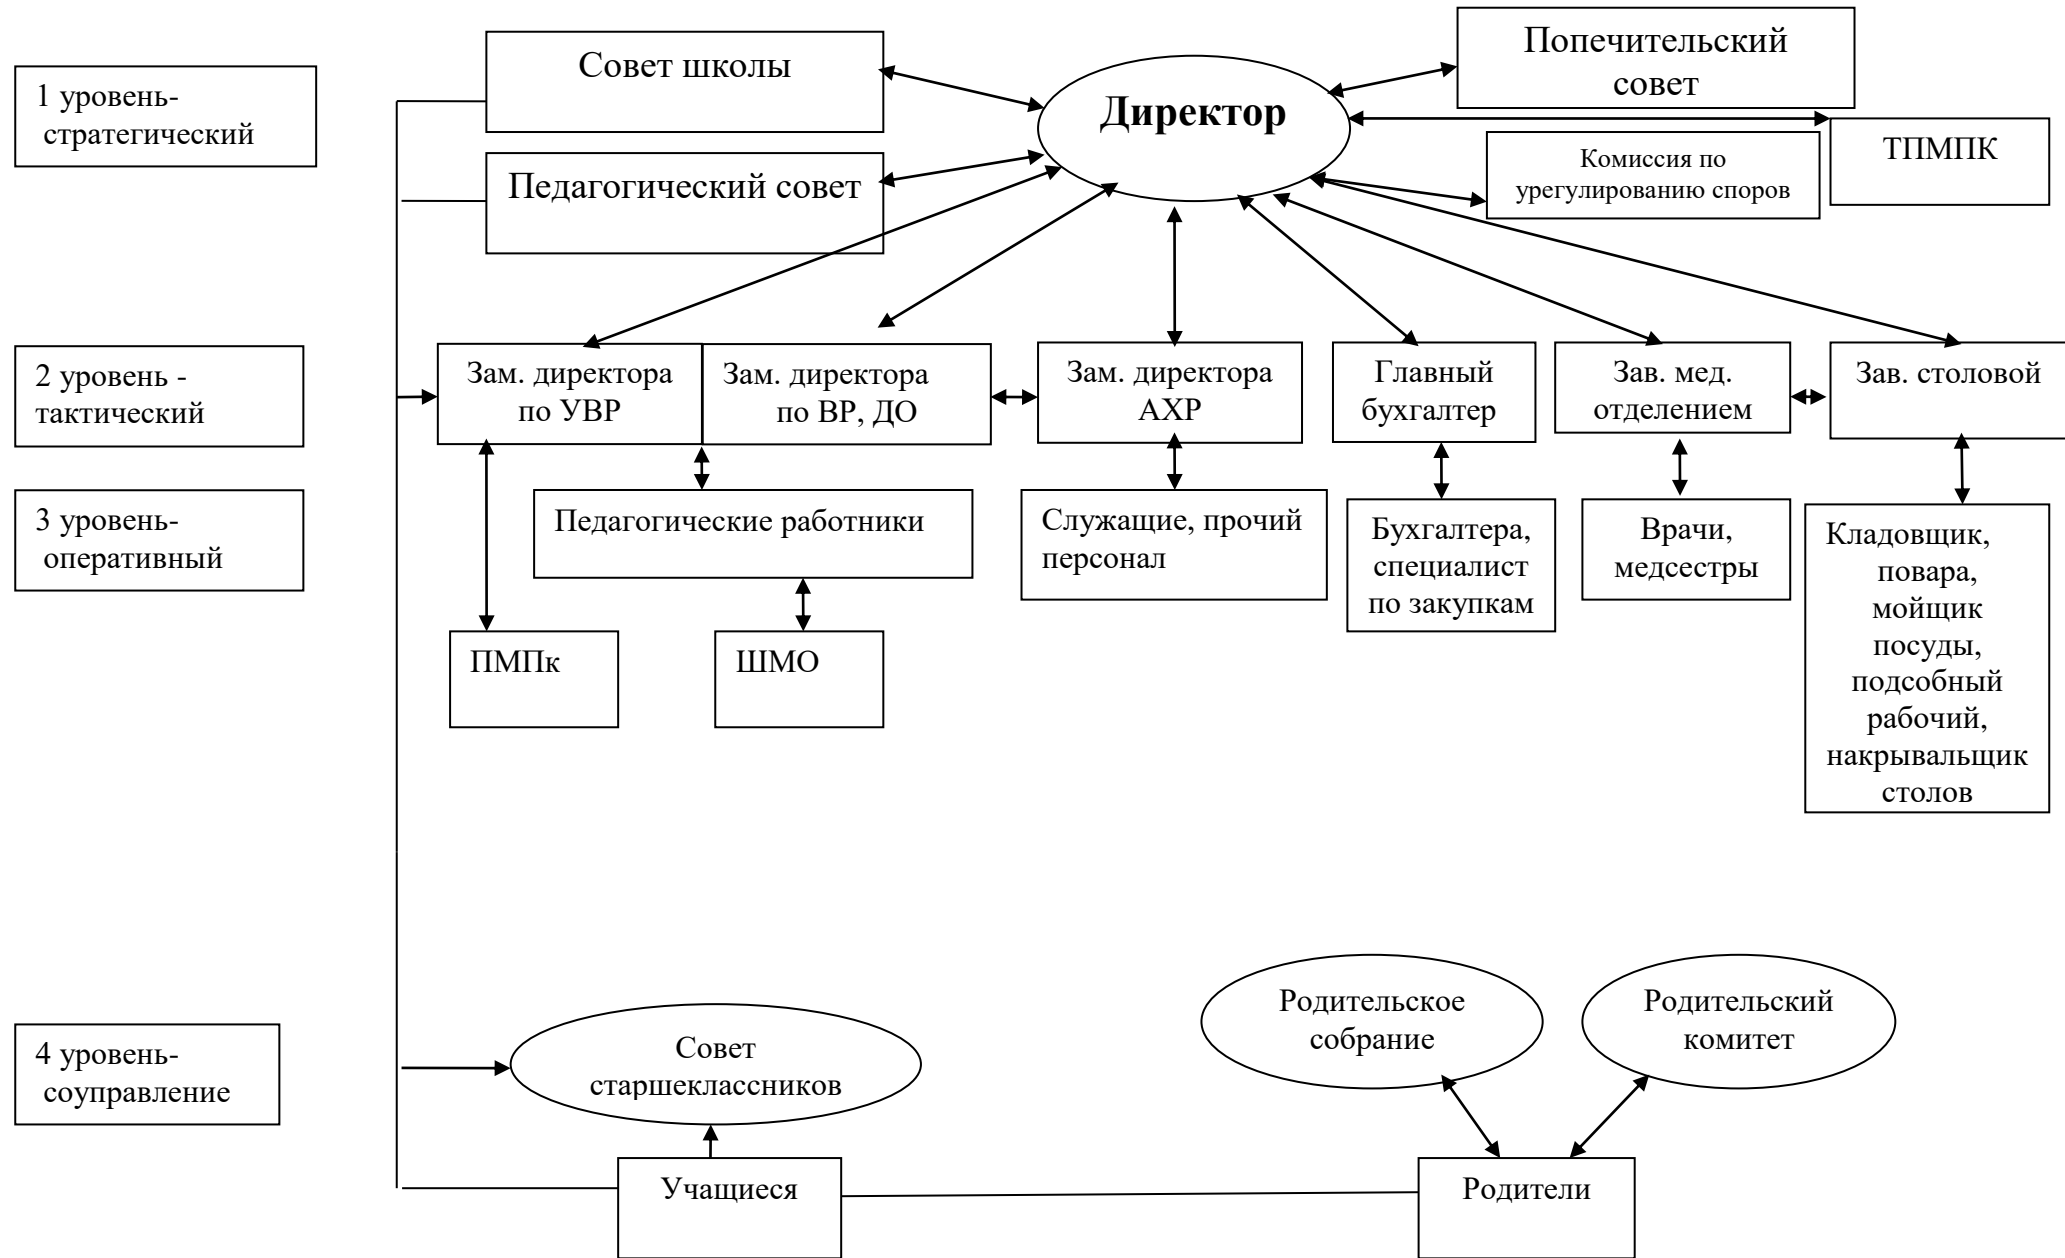 Совет школы
Попечительский
совет
1 уровень-
стратегический
Директор
Педагогический совет
Комиссия по
урегулированию споров
ТПМПК
2 уровень -
тактический
Зам. директора
по УВР
Зам. директора
по ВР, ДО
Зам. директора
АХР
Главный
бухгалтер
Зав. мед.
отделением
Зав. столовой
3 уровень-
оперативный
Педагогические работники
Служащие, прочий
персонал
Бухгалтера,
специалист
по закупкам
Врачи,
медсестры
Кладовщик,
повара,
мойщик
посуды,
подсобный
рабочий,
накрывальщик
столов
ПМПк
ШМО
4 уровень-
соуправление
Совет
старшеклассников
Родительское
собрание
Родительский
комитет
Учащиеся
Родители